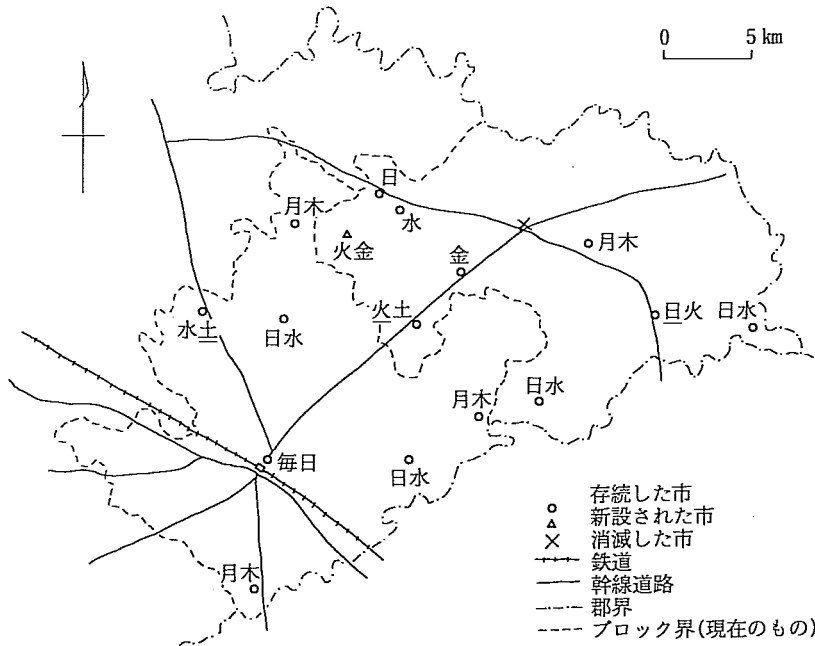 0 5km
日
月木
水
火金
金
月木
火土
水土
日水
日火
日水
月木
日水
毎日
日水
月木
存続した市
新設された市
消滅した市
鉄道
幹線道路
郡界
ブロック界(現在のもの)